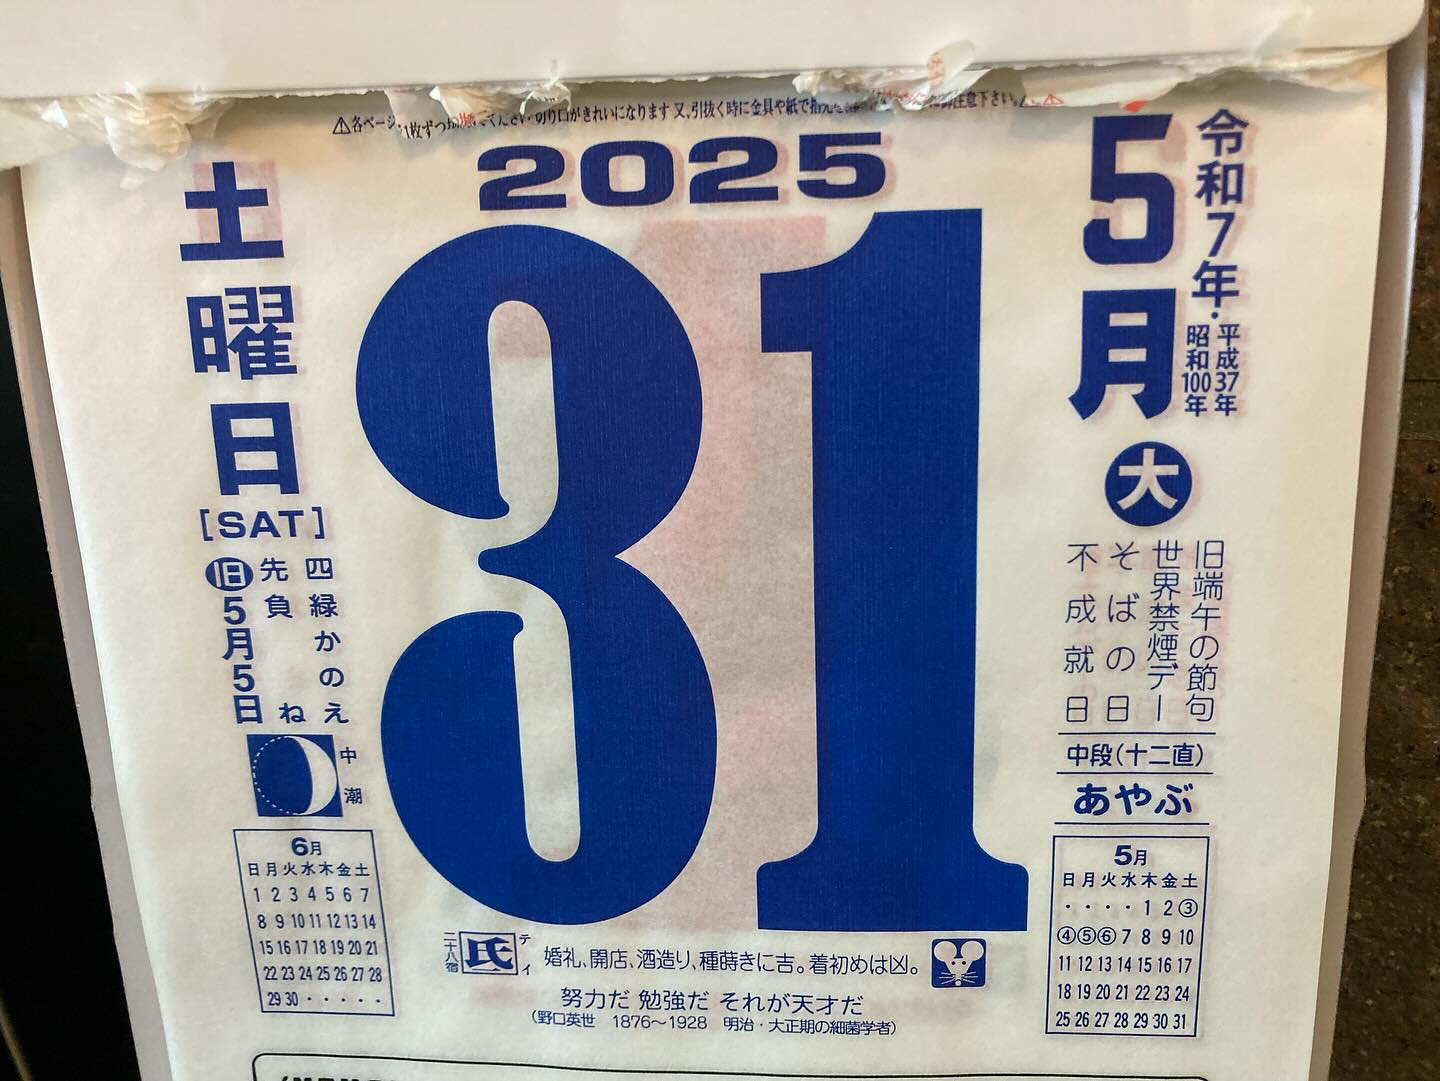 2025
令和7年・平成37年
昭和100年
5月
大
旧端午の節句
世界禁煙デー
そばの日
不成就日
中段(十二直)
あやぶ
31
土曜日
[SAT]
四緑かのえね
先負
旧5月5日
中潮
6月
日月火水木金土
1 2 3 4 5 6 7
8 9 10 11 12 13 14
15 16 17 18 19 20 21
22 23 24 25 26 27 28
29 30 ・・・・・
5月
日月火水木金土
・・・・1 2 ③
④⑤⑥ 7 8 9 10
11 12 13 14 15 16 17
18 19 20 21 22 23 24
25 26 27 28 29 30 31
二十八宿
氐
テイ
婚礼、開店、酒造り、種蒔きに吉。着初めは凶。
努力だ 勉強だ それが天才だ
(野口英世 1876〜1928 明治・大正期の細菌学者)